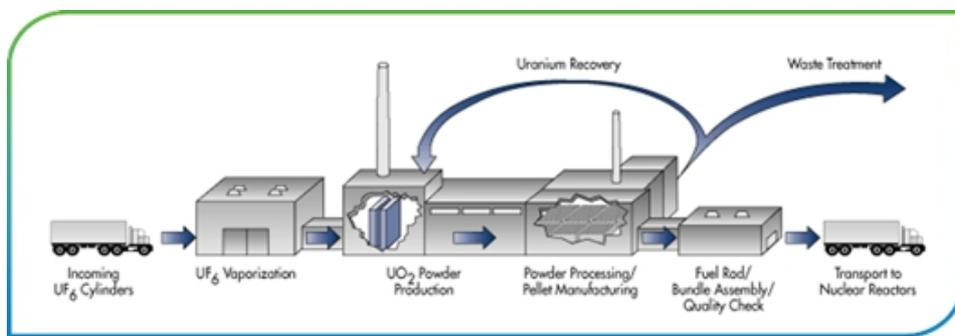 Uranium Recovery
Waste Treatment
Incoming
UF6 Cylinders
UF6 Vaporization
UO2 Powder
Production
Powder Processing/
Pellet Manufacturing
Fuel Rod/
Bundle Assembly/
Quality Check
Transport to
Nuclear Reactors